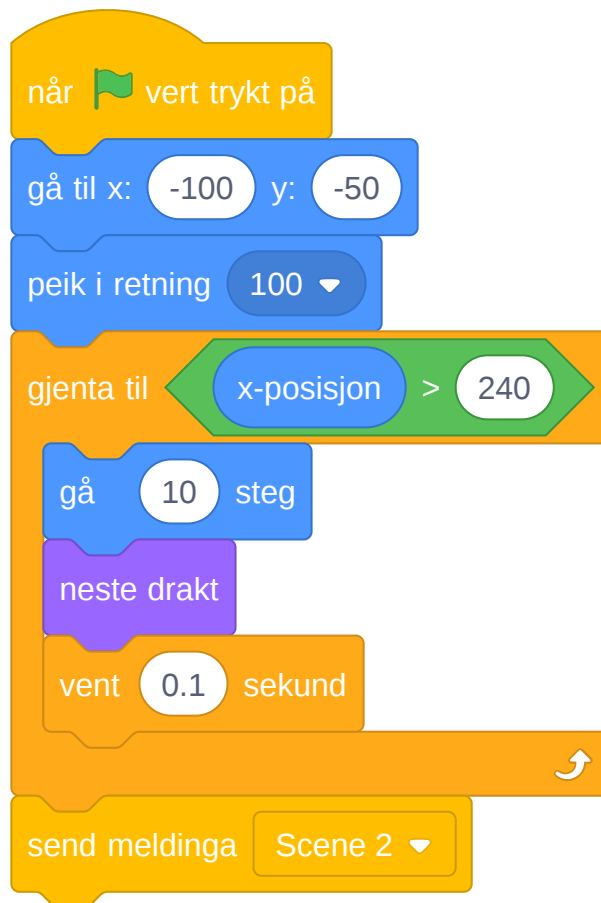 når vert trykt på
gå til x: -100 y: -50
peik i retning 100
gjenta til x-posisjon > 240
gå 10 steg
neste drakt
vent 0.1 sekund
send meldinga Scene 2